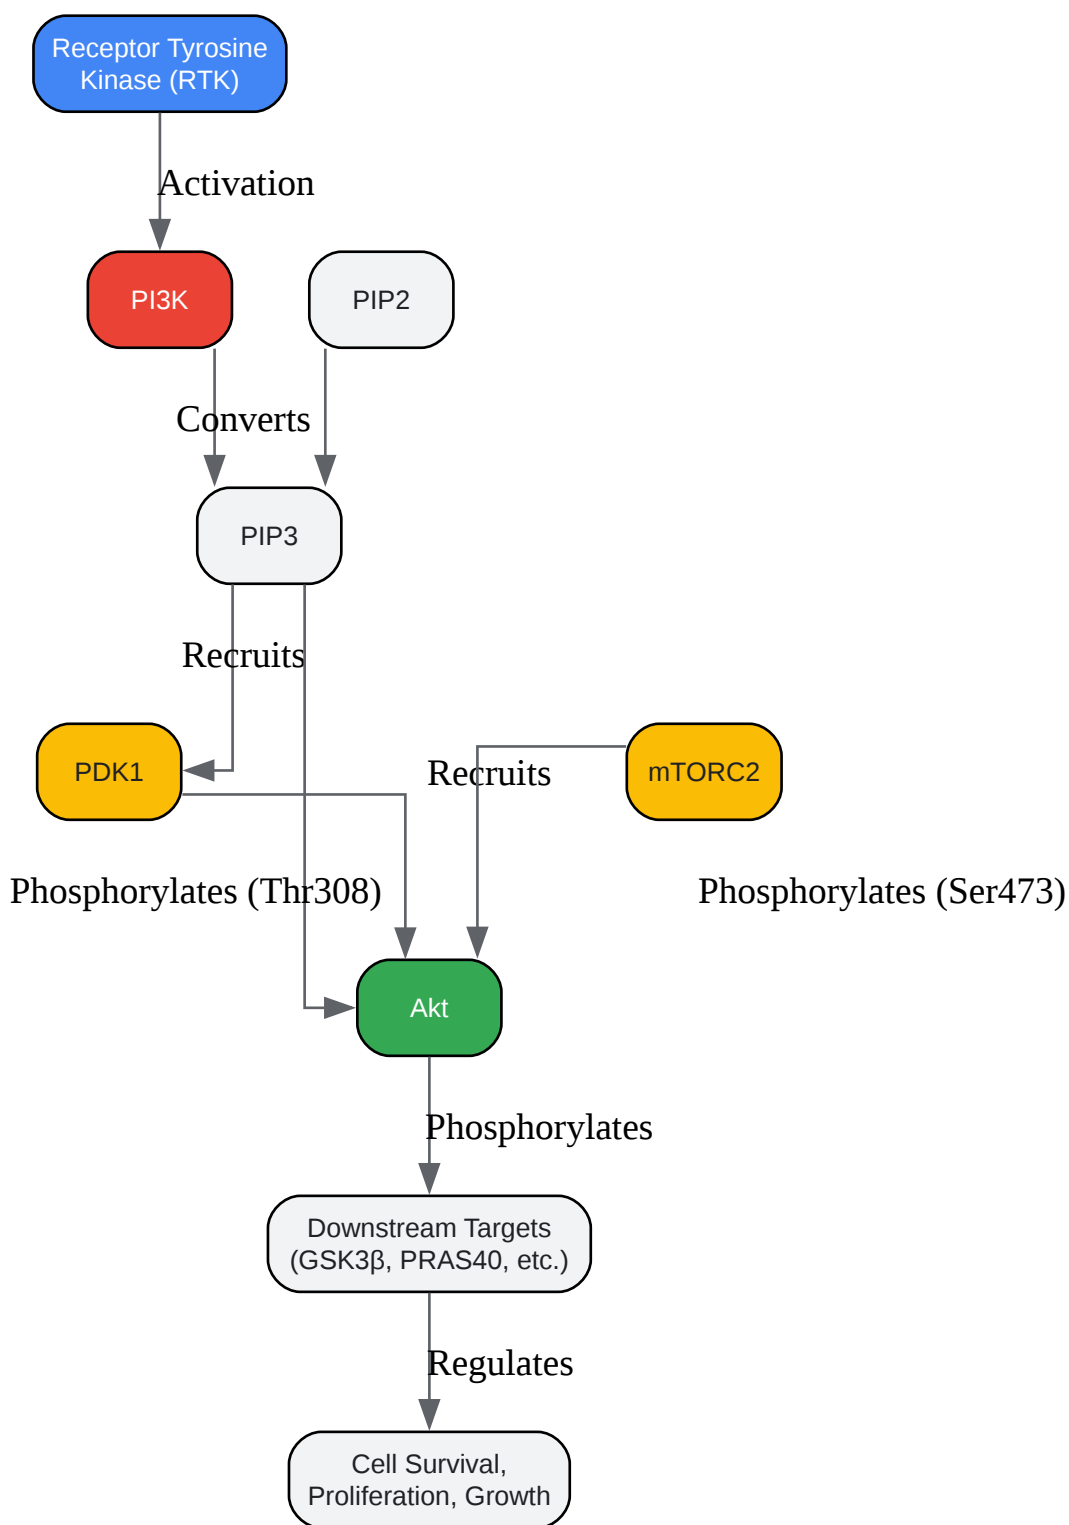 Receptor Tyrosine
Kinase (RTK)
Activation
PI3K
PIP2
Converts
PIP3
Recruits
PDK1
Recruits
mTORC2
Phosphorylates (Thr308)
Phosphorylates (Ser473)
Akt
Phosphorylates
Downstream Targets
(GSK3β, PRAS40, etc.)
Regulates
Cell Survival,
Proliferation, Growth